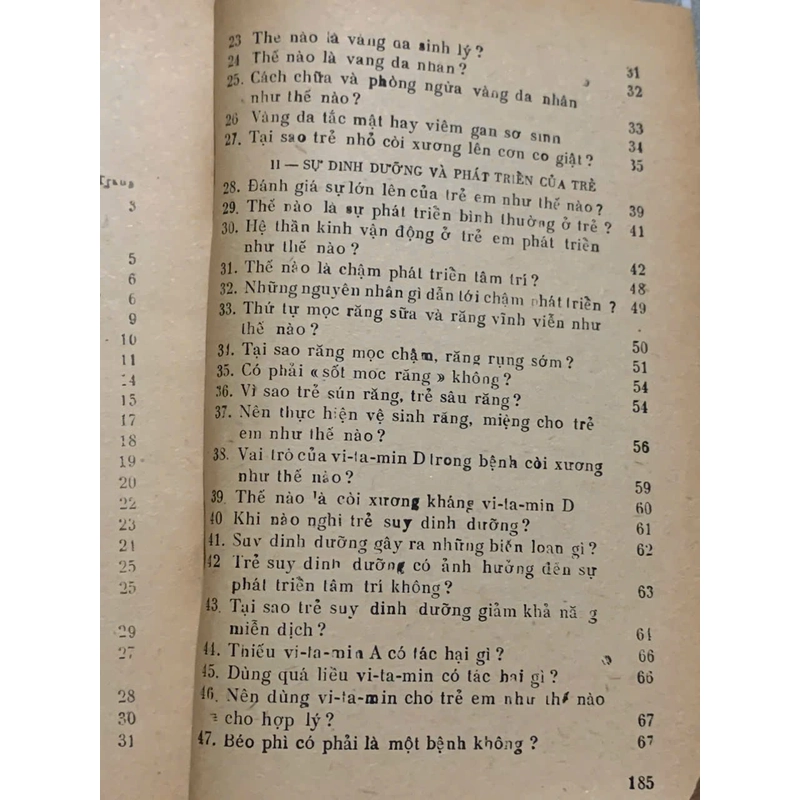 Trang
3
5
6
6
9
10
11
14
15
17
18
19
20
22
23
24
25
25
29
27
28
30
31
23 Thế nào là vàng da sinh lý ?
24 Thế nào là vang da nhân ? 31
25. Cách chữa và phòng ngừa vàng da nhân 32
như thế nào ?
26 Vàng da tắc mật hay viêm gan sơ sinh 33
27. Tại sao trẻ nhỏ còi xương lên cơn co giật ? 34
35
II — SỰ DINH DƯỠNG VÀ PHÁT TRIỂN CỦA TRẺ
28. Đánh giá sự lớn lên của trẻ em như thế nào ? 39
29. Thế nào là sự phát triển bình thường ở trẻ ? 41
30. Hệ thần kinh vận động ở trẻ em phát triển
như thế nào ?
31. Thế nào là chậm phát triển tâm trí ? 42
32. Những nguyên nhân gì dẫn tới chậm phát triển ? 48
33. Thứ tự mọc răng sữa và răng vĩnh viễn như 49
thế nào ?
34. Tại sao răng mọc chậm, răng rụng sớm ? 50
35. Có phải « sốt mọc răng » không ? 51
36. Vì sao trẻ sún răng, trẻ sâu răng ? 54
37. Nên thực hiện vệ sinh răng, miệng cho trẻ 54
em như thế nào ?
38. Vai trò của vi-ta-min D trong bệnh còi xương 56
như thế nào ?
39. Thế nào là còi xương kháng vi-ta-min D 59
40 Khi nào nghi trẻ suy dinh dưỡng ? 60
41. Suy dinh dưỡng gây ra những biến loạn gì ? 61
42 Trẻ suy dinh dưỡng có ảnh hưởng đến sự 62
phát triển tâm trí không ? 63
43. Tại sao trẻ suy dinh dưỡng giảm khả nă g
miễn dịch ? 64
44. Thiếu vi-ta-min A có tác hại gì ? 66
45. Dùng quá liều vi-ta-min có tác hại gì ? 66
46. Nên dùng vi-ta-min cho trẻ em như thế nào
cho hợp lý ? 67
47. Béo phì có phải là một bệnh không ? 67
185